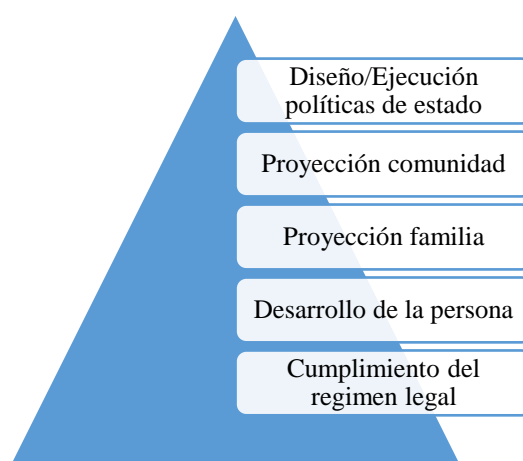 Diseño/Ejecución
políticas de estado
Proyección comunidad
Proyección familia
Desarrollo de la persona
Cumplimiento del
regimen legal